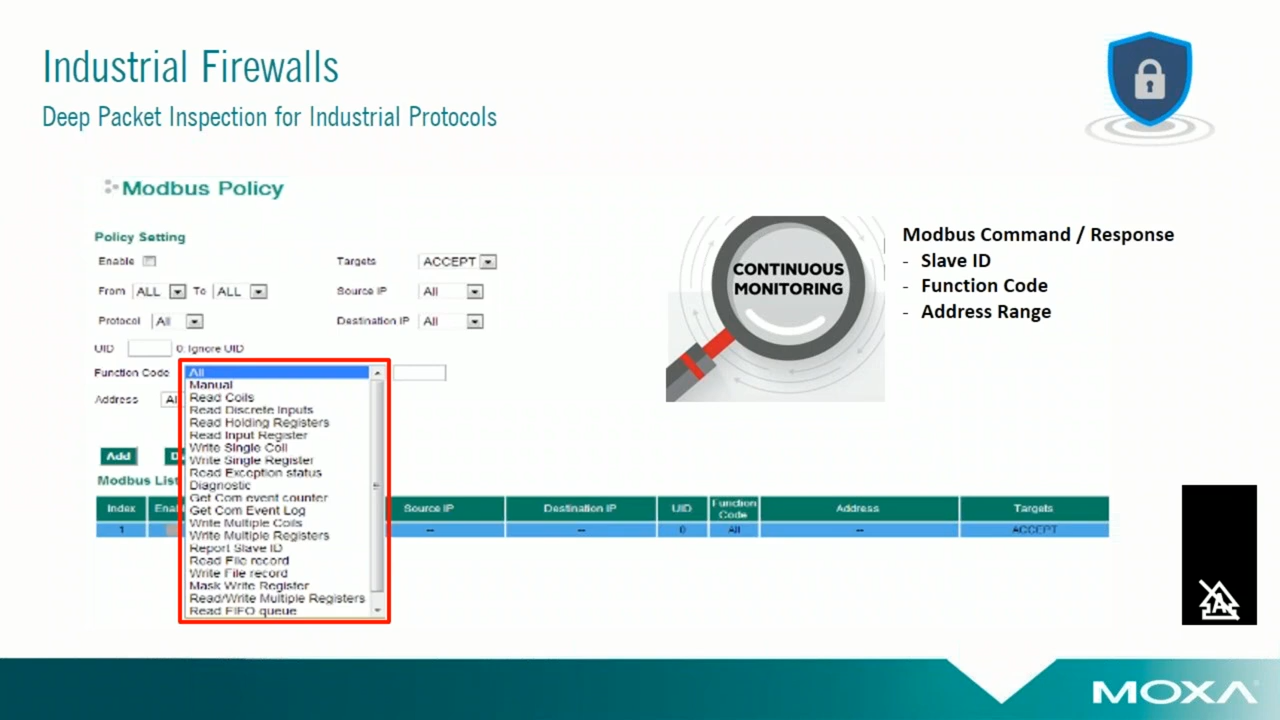 Industrial Firewalls
Deep Packet Inspection for Industrial Protocols
Modbus Policy
Policy Setting
Enable
Targets ACCEPT
From ALL To ALL
Source IP All
Protocol All
Destination IP All
UID 0: Ignore UID
Function Code All
Manual
Read Coils
Read Discrete Inputs
Read Holding Registers
Read Input Register
Write Single Coil
Write Single Register
Read Exception status
Diagnostic
Get Com event counter
Get Com Event Log
Write Multiple Coils
Write Multiple Registers
Report Slave ID
Read File record
Write File record
Mask Write Register
Read/Write Multiple Registers
Read FIFO queue
Address
Add
Modbus List
Index Source IP Destination IP UID Function Code Address Targets
1 -- -- 0 All -- ACCEPT
CONTINUOUS
MONITORING
Modbus Command / Response
- Slave ID
- Function Code
- Address Range
MOXA